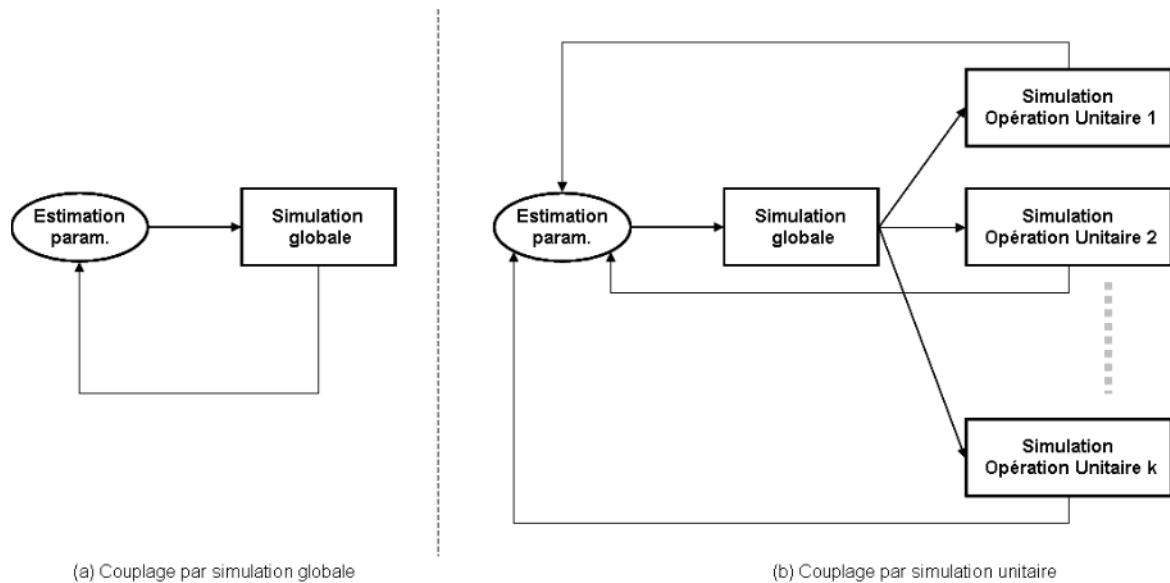 Estimation
param.
Simulation
globale
(a) Couplage par simulation globale
Estimation
param.
Simulation
globale
Simulation
Opération Unitaire 1
Simulation
Opération Unitaire 2
Simulation
Opération Unitaire k
(b) Couplage par simulation unitaire